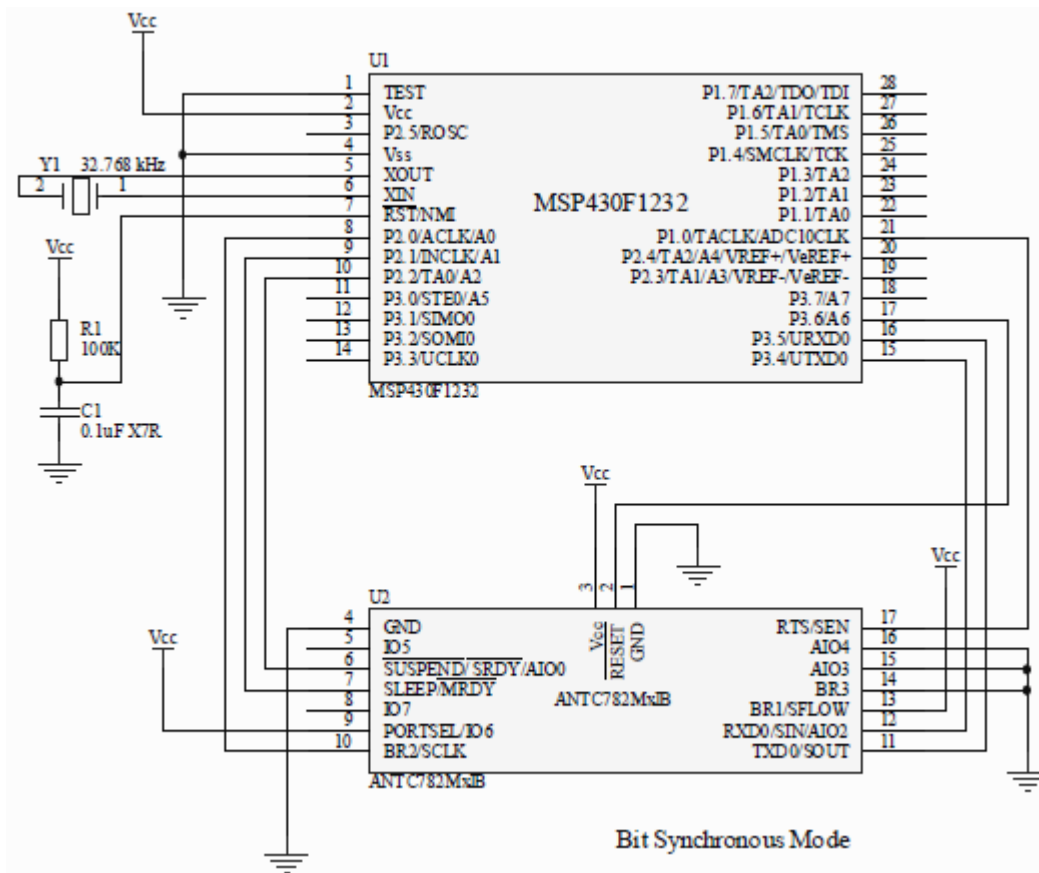 Vcc
U1
1 TEST P1.7/TA2/TDO/TDI 28
2 Vcc P1.6/TA1/TCLK 27
3 P2.5/ROSC P1.5/TA0/TMS 26
4 Vss P1.4/SMCLK/TCK 25
5 XOUT P1.3/TA2 24
6 XIN P1.2/TA1 23
7 RST/NMI P1.1/TA0 22
8 P2.0/ACLK/A0 P1.0/TACLK/ADC10CLK 21
9 P2.1/INCLK/A1 P2.4/TA2/A4/VREF+/VeREF+ 20
10 P2.2/TA0/A2 P2.3/TA1/A3/VREF-/VeREF- 19
11 P3.0/STE0/A5 P3.7/A7 18
12 P3.1/SIMO0 P3.6/A6 17
13 P3.2/SOMI0 P3.5/URXD0 16
14 P3.3/UCLK0 P3.4/UTXD0 15
MSP430F1232
MSP430F1232
Y1 32.768 kHz
2 1
Vcc
R1
100K
C1
0.1uF X7R
Vcc
Vcc
Vcc
U2
3 2 1
Vcc
RESET
GND
4 GND RTS/SEN 17
5 IO5 AIO4 16
6 SUSPEND/SRDY/AIO0 AIO3 15
7 SLEEP/MRDY BR3 14
8 IO7 BR1/SFLOW 13
9 PORTSEL/IO6 RXD0/SIN/AIO2 12
10 BR2/SCLK TXD0/SOUT 11
ANTC782MxIB
ANTC782MxIB
Bit Synchronous Mode